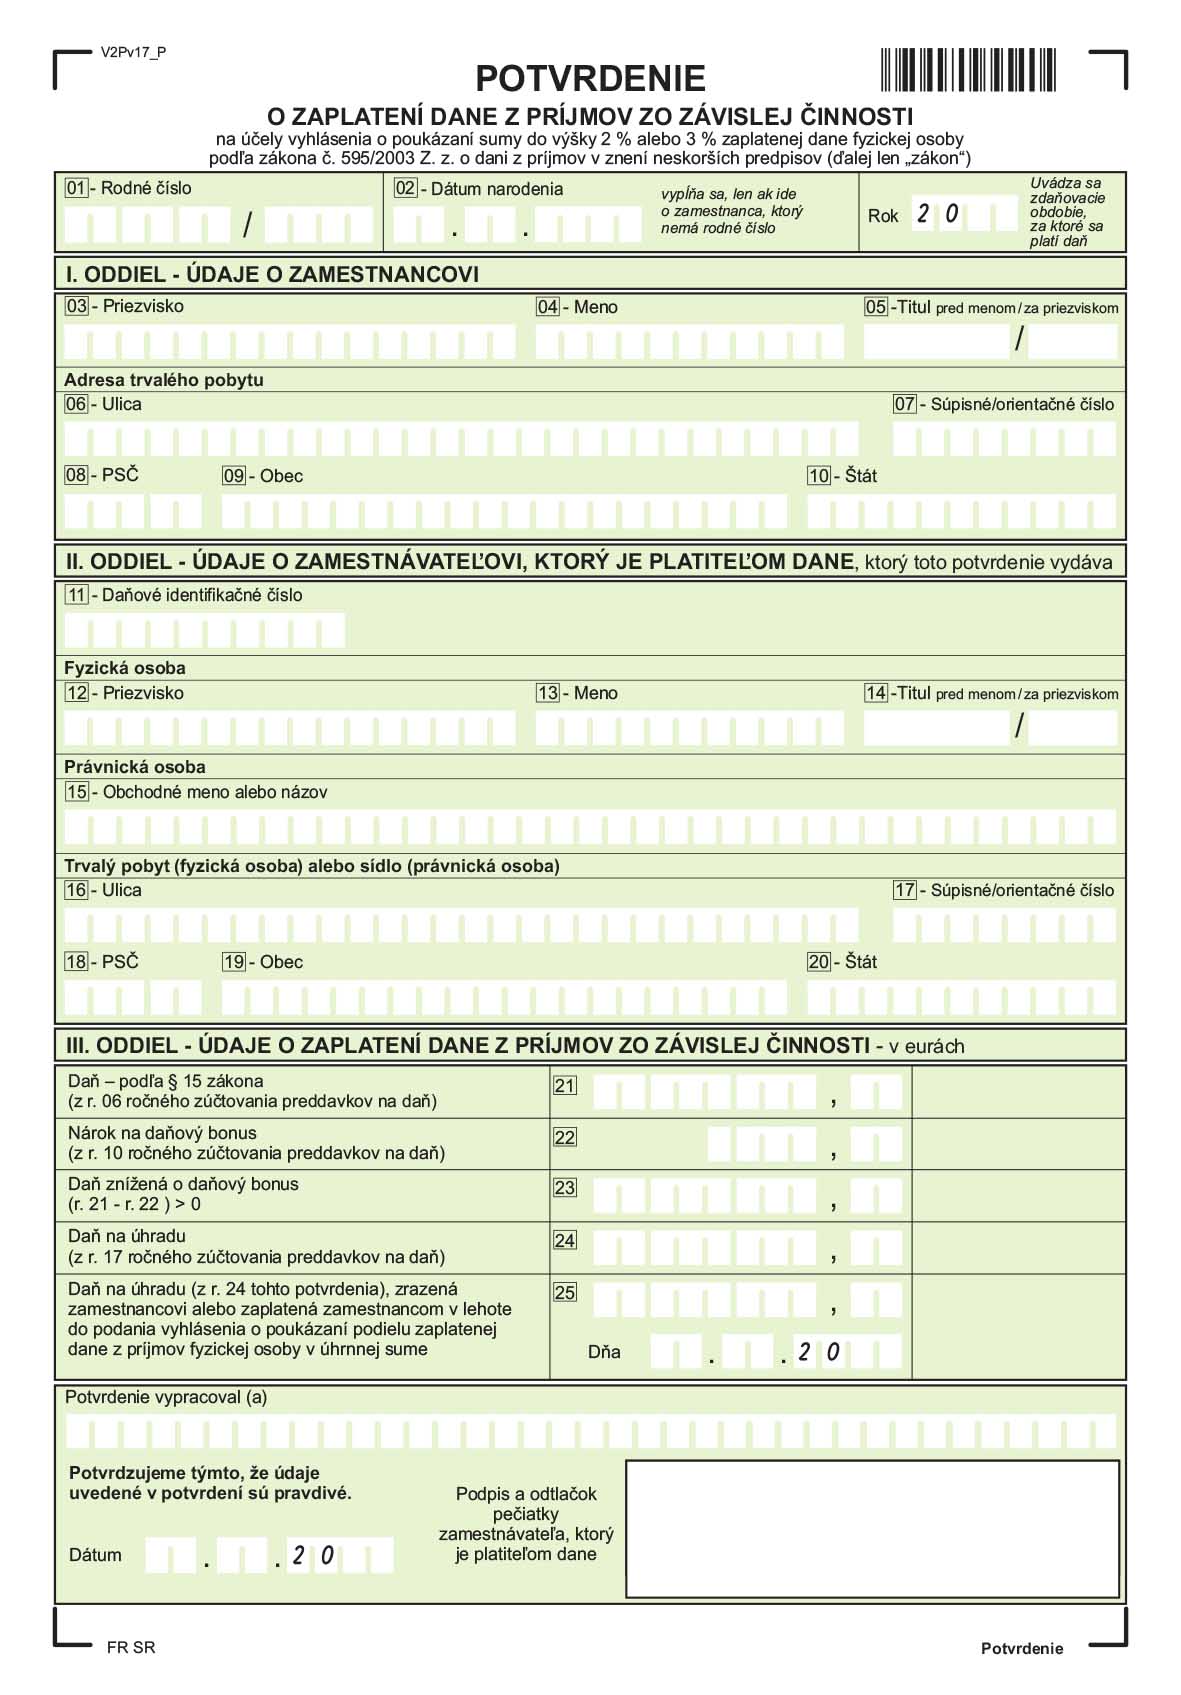 V2Pv17_P
POTVRDENIE
O ZAPLATENÍ DANE Z PRÍJMOV ZO ZÁVISLEJ ČINNOSTI
na účely vyhlásenia o poukázaní sumy do výšky 2 % alebo 3 % zaplatenej dane fyzickej osoby
podľa zákona č. 595/2003 Z. z. o dani z príjmov v znení neskorších predpisov (ďalej len „zákon“)
01 - Rodné číslo
/
02 - Dátum narodenia
. .
vypĺňa sa, len ak ide
o zamestnanca, ktorý
nemá rodné číslo
Rok 20
Uvádza sa
zdaňovacie
obdobie,
za ktoré sa
platí daň
I. ODDIEL - ÚDAJE O ZAMESTNANCOVI
03 - Priezvisko
04 - Meno
05 -Titul pred menom / za priezviskom
/
Adresa trvalého pobytu
06 - Ulica
07 - Súpisné/orientačné číslo
08 - PSČ
09 - Obec
10 - Štát
II. ODDIEL - ÚDAJE O ZAMESTNÁVATEĽOVI, KTORÝ JE PLATITEĽOM DANE, ktorý toto potvrdenie vydáva
11 - Daňové identifikačné číslo
Fyzická osoba
12 - Priezvisko
13 - Meno
14 -Titul pred menom / za priezviskom
/
Právnická osoba
15 - Obchodné meno alebo názov
Trvalý pobyt (fyzická osoba) alebo sídlo (právnická osoba)
16 - Ulica
17 - Súpisné/orientačné číslo
18 - PSČ
19 - Obec
20 - Štát
III. ODDIEL - ÚDAJE O ZAPLATENÍ DANE Z PRÍJMOV ZO ZÁVISLEJ ČINNOSTI - v eurách
Daň – podľa § 15 zákona
(z r. 06 ročného zúčtovania preddavkov na daň)
21 ,
Nárok na daňový bonus
(z r. 10 ročného zúčtovania preddavkov na daň)
22 ,
Daň znížená o daňový bonus
(r. 21 - r. 22 ) > 0
23 ,
Daň na úhradu
(z r. 17 ročného zúčtovania preddavkov na daň)
24 ,
Daň na úhradu (z r. 24 tohto potvrdenia), zrazená
zamestnancovi alebo zaplatená zamestnancom v lehote
do podania vyhlásenia o poukázaní podielu zaplatenej
dane z príjmov fyzickej osoby v úhrnnej sume
25 ,
Dňa . . 20
Potvrdenie vypracoval (a)
Potvrdzujeme týmto, že údaje
uvedené v potvrdení sú pravdivé.
Dátum . . 20
Podpis a odtlačok
pečiatky
zamestnávateľa, ktorý
je platiteľom dane
FR SR
Potvrdenie